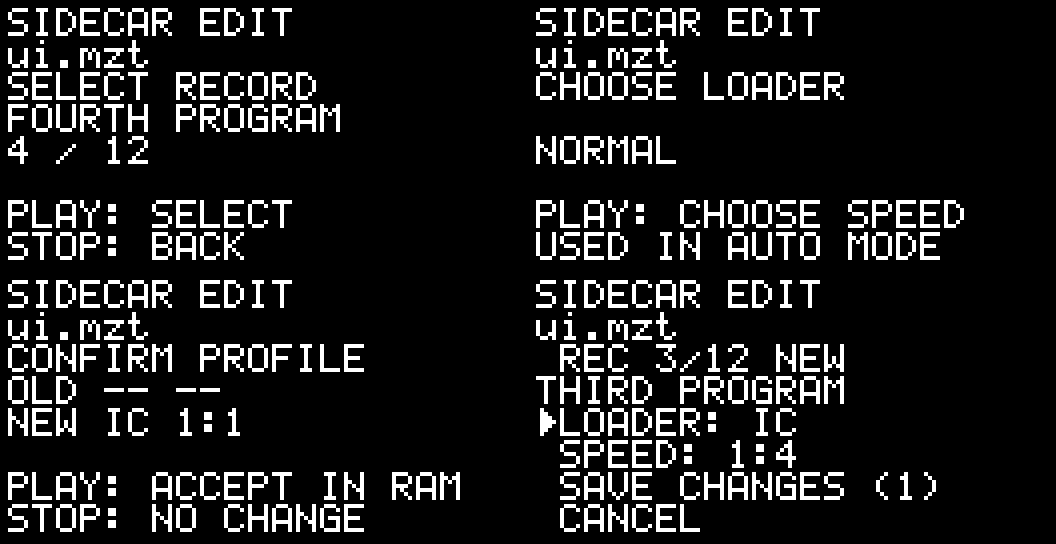 SIDECAR EDIT
ui.mzt
SELECT RECORD
FOURTH PROGRAM
4 / 12
PLAY: SELECT
STOP: BACK
SIDECAR EDIT
ui.mzt
CHOOSE LOADER
NORMAL
PLAY: CHOOSE SPEED
USED IN AUTO MODE
SIDECAR EDIT
ui.mzt
CONFIRM PROFILE
OLD -- --
NEW IC 1:1
PLAY: ACCEPT IN RAM
STOP: NO CHANGE
SIDECAR EDIT
ui.mzt
REC 3/12 NEW
THIRD PROGRAM
▶LOADER: IC
SPEED: 1:4
SAVE CHANGES (1)
CANCEL